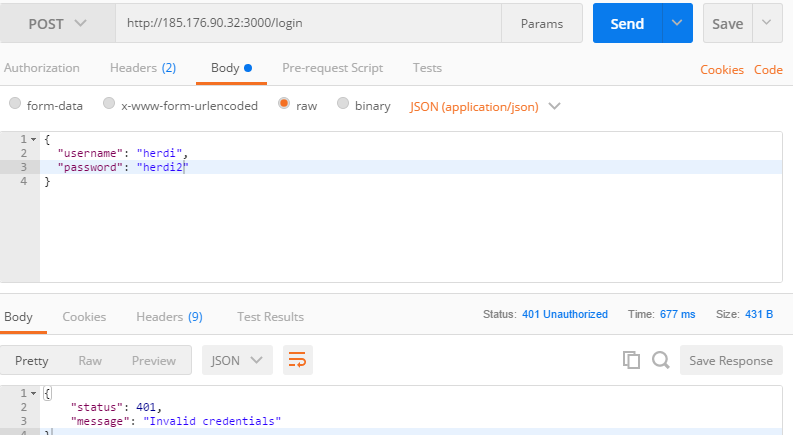 POST http://185.176.90.32:3000/login Params Send Save
Authorization Headers (2) Body Pre-request Script Tests Cookies Code
form-data x-www-form-urlencoded raw binary JSON (application/json)
1 {
2 "username": "herdi",
3 "password": "herdi2"
4 }
Body Cookies Headers (9) Test Results Status: 401 Unauthorized Time: 677 ms Size: 431 B
Pretty Raw Preview JSON Save Response
1 {
2 "status": 401,
3 "message": "Invalid credentials"
4 }